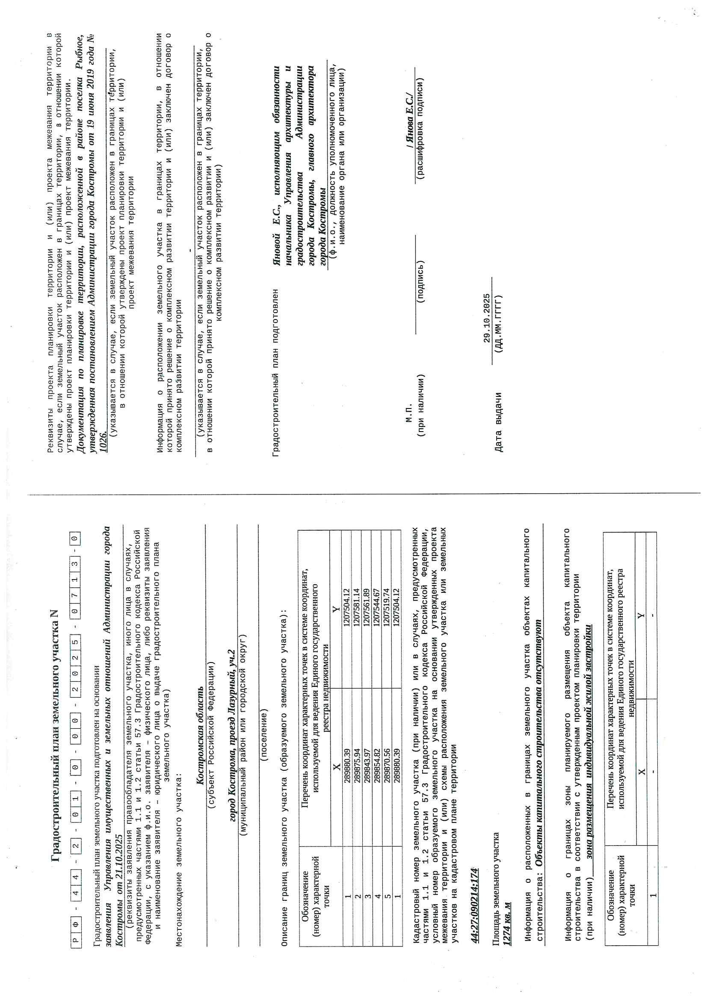 Градостроительный план земельного участка N
Р Ф - 4 4 - 2 - 0 1 - 0 - 0 0 - 2 0 2 5 - 0 7 1 3 - 0
Градостроительный план земельного участка подготовлен на основании
заявления Управления имущественных и земельных отношений Администрации города
Костромы от 21.10.2025
(реквизиты заявления правообладателя земельного участка, иного лица в случаях,
предусмотренных частями 1.1 и 1.2 статьи 57.3 Градостроительного кодекса Российской
Федерации, с указанием ф.и.о. заявителя – физического лица, либо реквизиты заявления
и наименование заявителя – юридического лица о выдаче градостроительного плана
земельного участка)
Местонахождение земельного участка:
Костромская область
(субъект Российской Федерации)
город Кострома, проезд Лазурный, уч.2
(муниципальный район или городской округ)
(поселение)
Описание границ земельного участка (образуемого земельного участка):
Обозначение
(номер) характерной
точки
Перечень координат характерных точек в системе координат,
используемой для ведения Единого государственного
реестра недвижимости
X Y
1 289880.39 1207504.12
2 289875.94 1207581.14
3 289843.97 1207561.89
4 289854.82 1207544.67
5 289870.56 1207519.74
1 289880.39 1207504.12
Кадастровый номер земельного участка (при наличии) или в случаях, предусмотренных
частями 1.1 и 1.2 статьи 57.3 Градостроительного кодекса Российской Федерации,
условный номер образуемого земельного участка на основании утвержденных проекта
межевания территории и (или) схемы расположения земельного участка или земельных
участков на кадастровом плане территории
44:27:090214:174
Площадь земельного участка
1274 кв. м
Информация о расположенных в границах земельного участка объектах капитального
строительства: Объекты капитального строительства отсутствуют
Информация о границах зоны планируемого размещения объекта капитального
строительства в соответствии с утвержденным проектом планировки территории
(при наличии) зона размещения индивидуальной жилой застройки
Обозначение
(номер) характерной
точки
Перечень координат характерных точек в системе координат,
используемой для ведения Единого государственного реестра
недвижимости
X Y
1 - -
Реквизиты проекта планировки территории и (или) проекта межевания территории в
случае, если земельный участок расположен в границах территории, в отношении которой
утверждены проект планировки территории и (или) проект межевания территории.
Документация по планировке территории, расположенной в районе поселка Рыбное,
утвержденная постановлением Администрации города Костромы от 19 июня 2019 года №
1026.
(указывается в случае, если земельный участок расположен в границах территории,
в отношении которой утверждены проект планировки территории и (или)
проект межевания территории
Информация о расположении земельного участка в границах территории, в отношении
которой принято решение о комплексном развитии территории и (или) заключен договор о
комплексном развитии территории
-
(указывается в случае, если земельный участок расположен в границах территории,
в отношении которой принято решение о комплексном развитии и (или) заключен договор о
комплексном развитии территории)
Градостроительный план подготовлен
Яновой Е.С., исполняющим обязанности
начальника Управления архитектуры и
градостроительства Администрации
города Костромы, главного архитектора
города Костромы
(ф.и.о., должность уполномоченного лица,
наименование органа или организации)
М.П.
(при наличии)
(подпись)
/ Янова Е.С./
(расшифровка подписи)
Дата выдачи 29.10.2025
(ДД.ММ.ГГГГ)